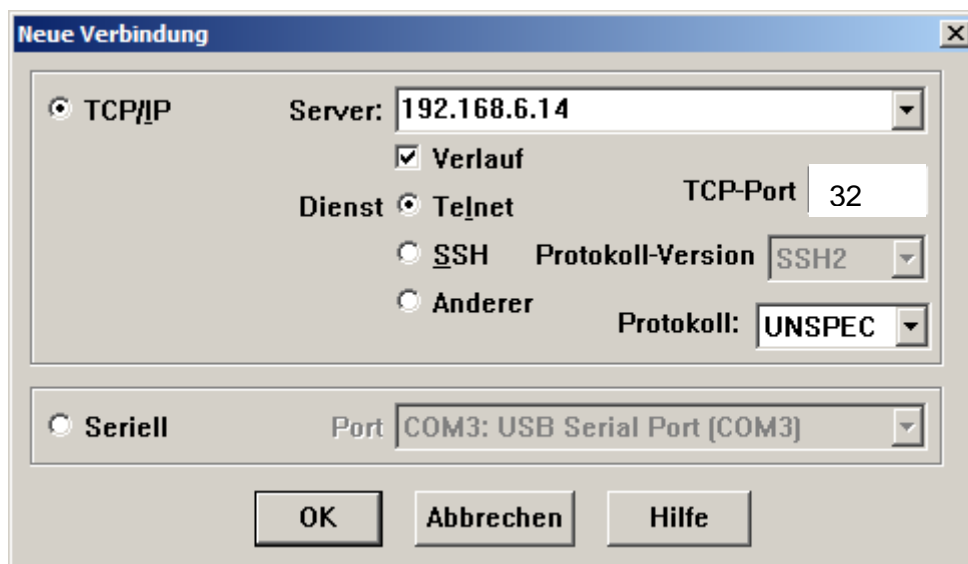 Neue Verbindung
TCP/IP Server: 192.168.6.14
Verlauf
TCP-Port 32
Dienst Telnet
SSH Protokoll-Version SSH2
Anderer
Protokoll: UNSPEC
Seriell Port COM3: USB Serial Port (COM3)
OK Abbrechen Hilfe